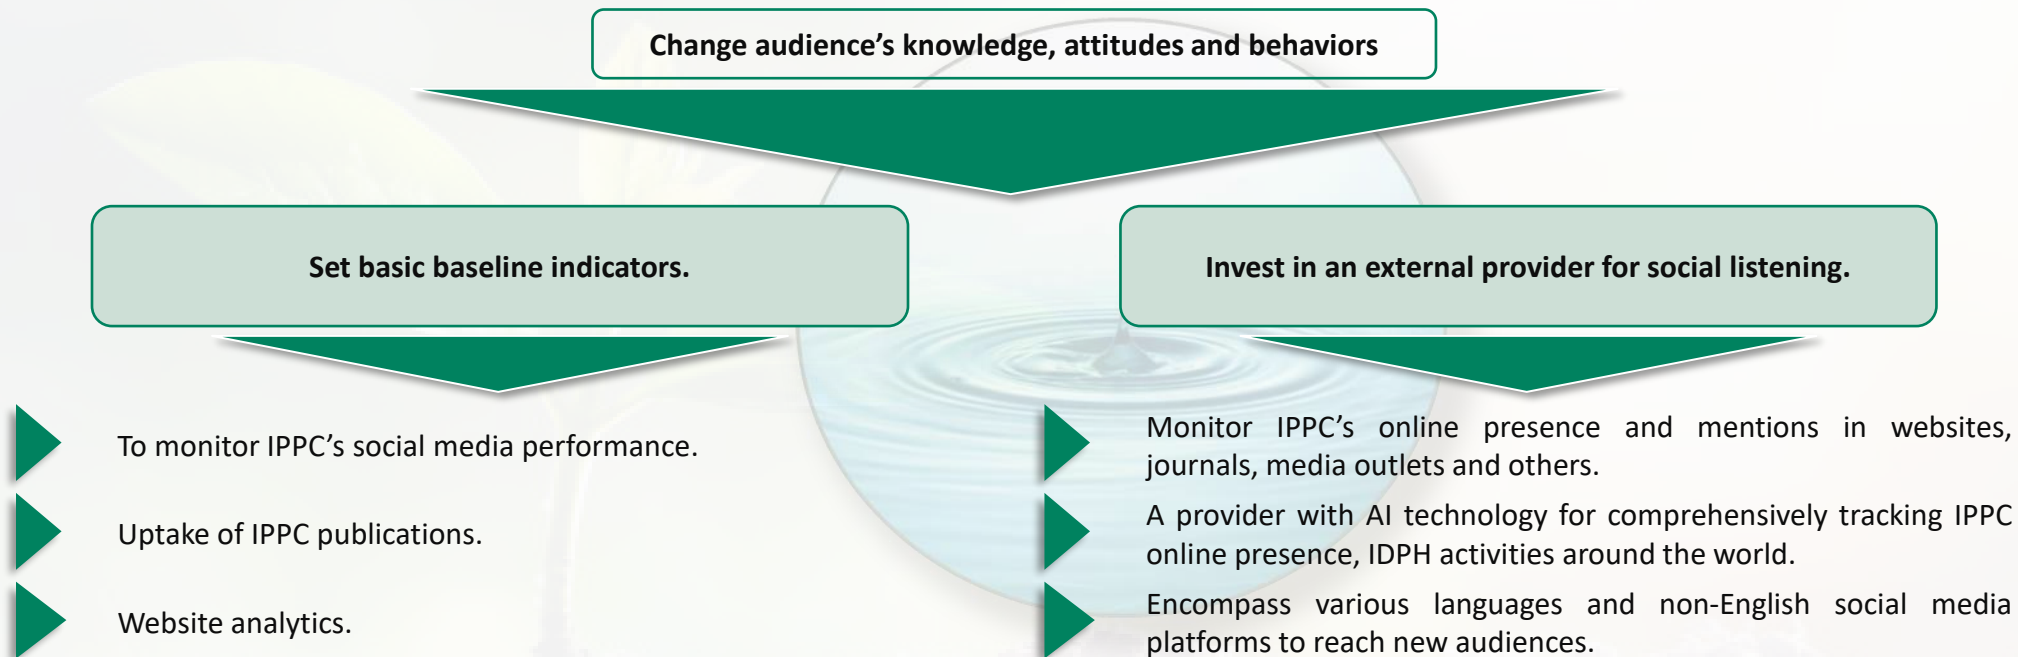 Change audience’s knowledge, attitudes and behaviors
Set basic baseline indicators.
To monitor IPPC’s social media performance.
Uptake of IPPC publications.
Website analytics.
Invest in an external provider for social listening.
Monitor IPPC’s online presence and mentions in websites,
journals, media outlets and others.
A provider with AI technology for comprehensively tracking IPPC
online presence, IDPH activities around the world.
Encompass various languages and non-English social media
platforms to reach new audiences.